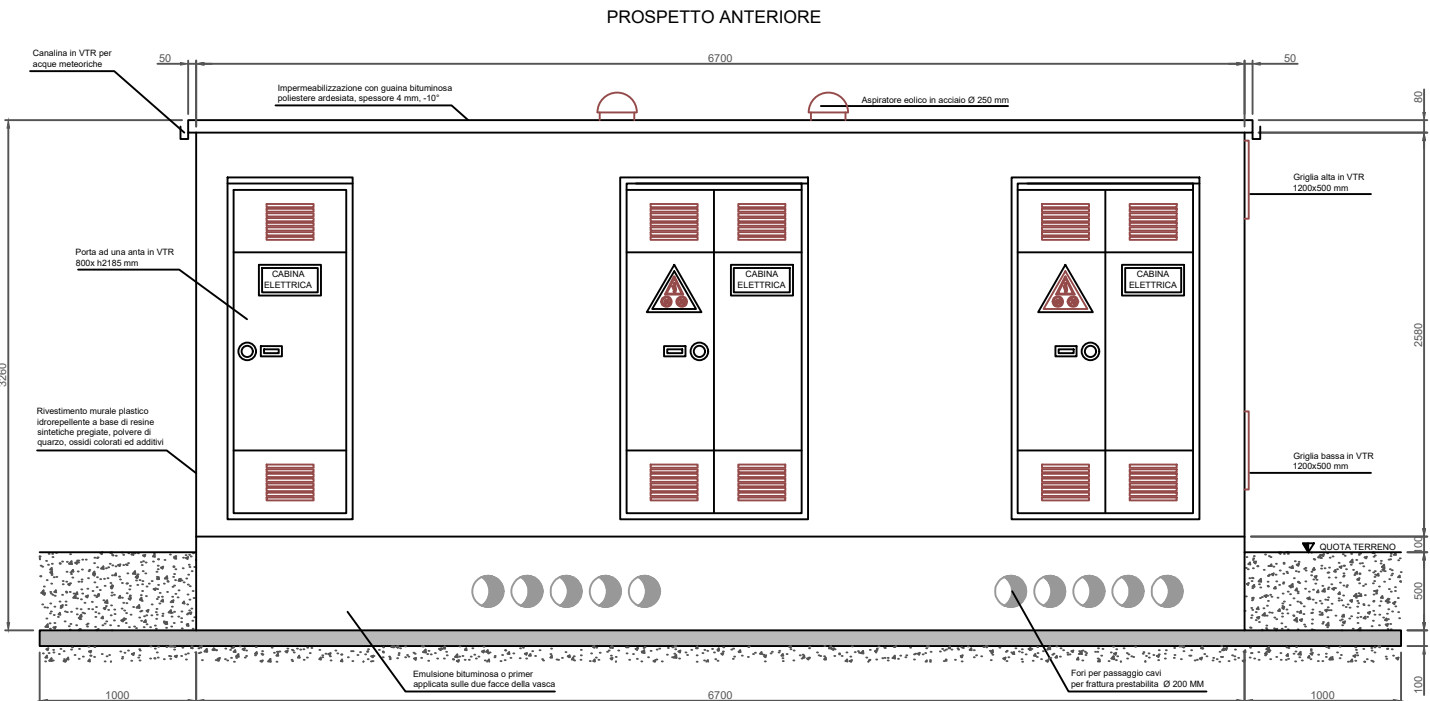 PROSPETTO ANTERIORE
Canalina in VTR per
acque meteoriche
50
6700
50
Impermeabilizzazione con guaina bituminosa
poliestere ardesiata, spessore 4 mm, -10°
Aspiratore eolico in acciaio Ø 250 mm
80
Griglia alta in VTR
1200x500 mm
Porta ad una anta in VTR
800x h2185 mm
CABINA
ELETTRICA
CABINA
ELETTRICA
CABINA
ELETTRICA
2580
3260
Rivestimento murale plastico
idrorepellente a base di resine
sintetiche pregiate, polvere di
quarzo, ossidi colorati ed additivi
Griglia bassa in VTR
1200x500 mm
QUOTA TERRENO
100
500
Emulsione bituminosa o primer
applicata sulle due facce della vasca
Fori per passaggio cavi
per frattura prestabilita Ø 200 MM
100
1000
6700
1000